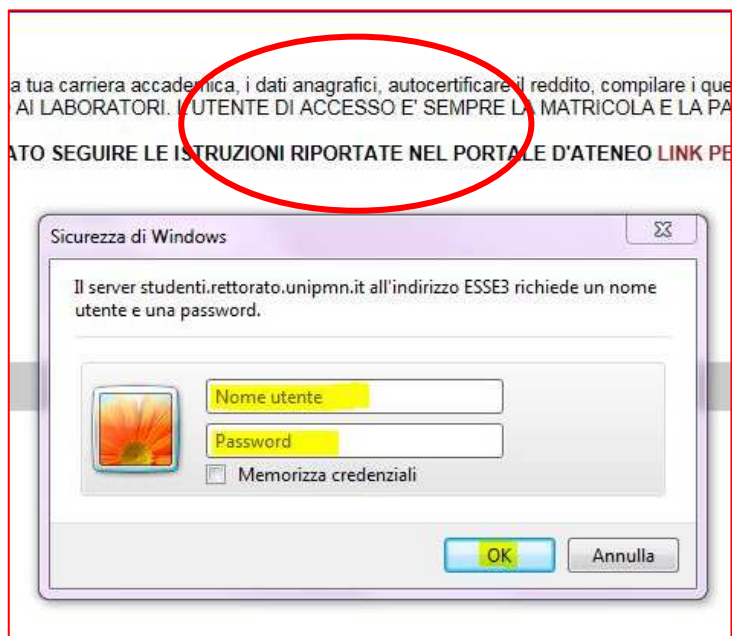 a tua carriera accademica, i dati anagrafici, autocertificare il reddito, compilare i que
AI LABORATORI. L'UTENTE DI ACCESSO E' SEMPRE LA MATRICOLA E LA PA
ATO SEGUIRE LE ISTRUZIONI RIPORTATE NEL PORTALE D'ATENEO LINK PE
Sicurezza di Windows
Il server studenti.rettorato.unipmn.it all'indirizzo ESSE3 richiede un nome
utente e una password.
Nome utente
Password
Memorizza credenziali
OK Annulla